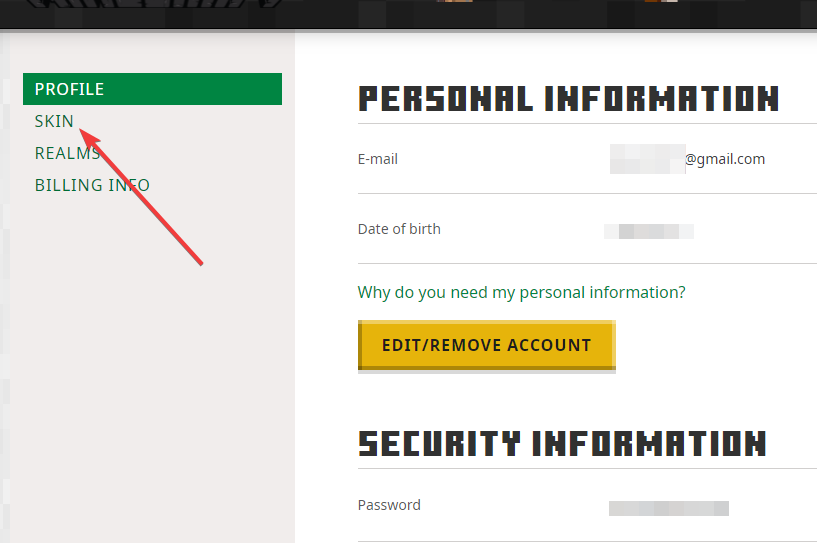 PROFILE
SKIN
REALMS
BILLING INFO
PERSONAL INFORMATION
E-mail @gmail.com
Date of birth
Why do you need my personal information?
EDIT/REMOVE ACCOUNT
SECURITY INFORMATION
Password